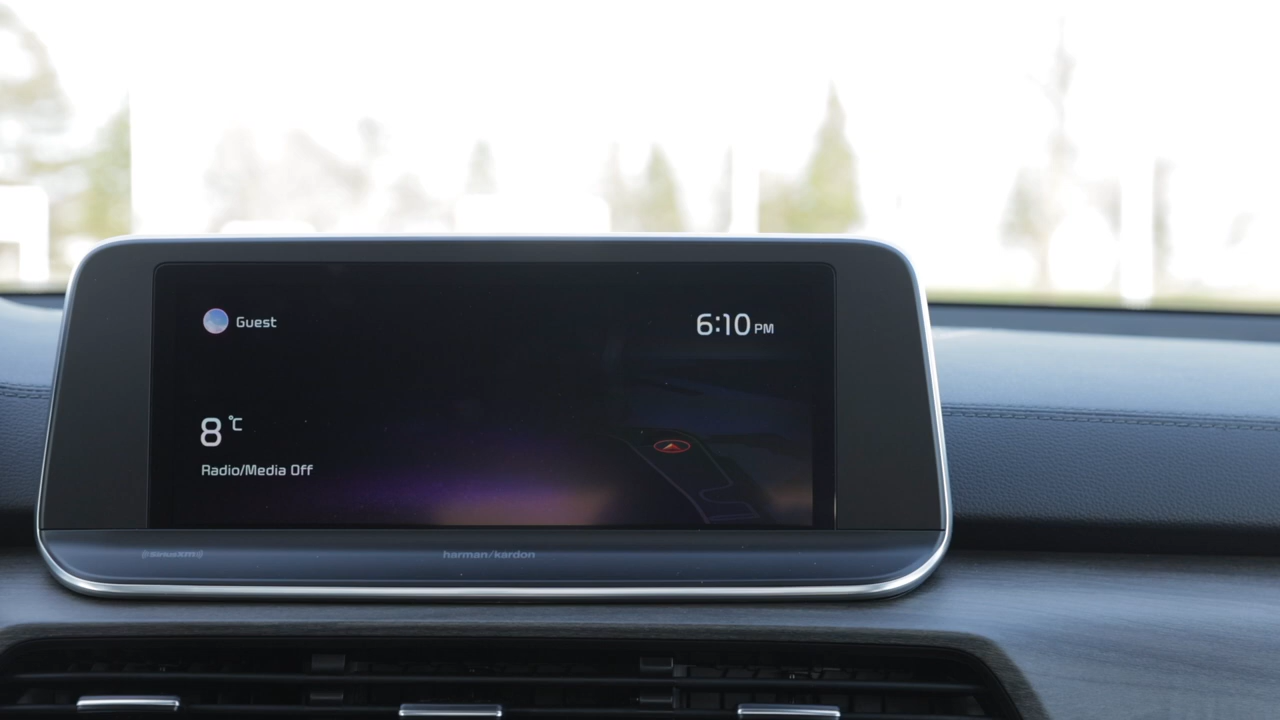 Guest
6:10 PM
8 °C
Radio/Media Off
SiriusXM
harman/kardon